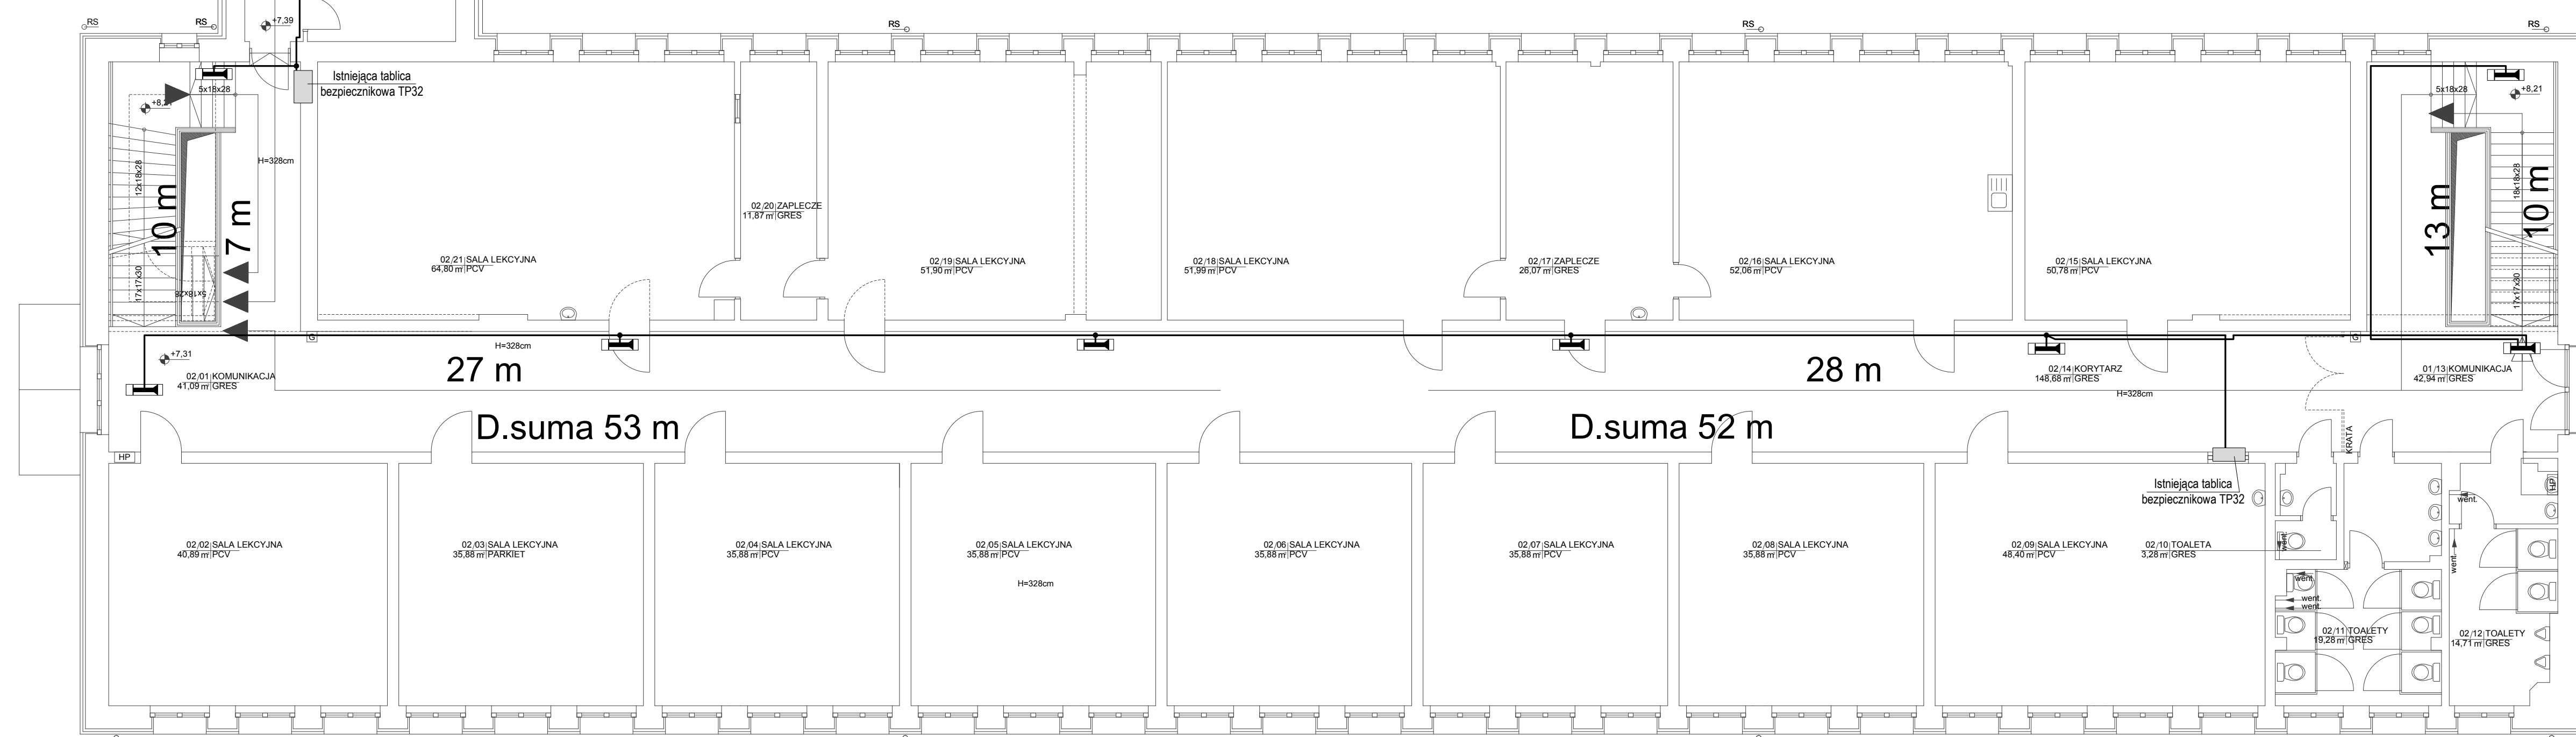 RS
RS
+7,39
RS
RS
RS
Istniejąca tablica
bezpiecznikowa TP32
5x18x28
+8,21
H=328cm
12x18x28
10 m
7 m
17x17x30
5x18x28
5x18x28
+8,21
18x18x28
13 m
10 m
17x17x30
02/20 ZAPLECZE
11,87 m² GRES
02/21 SALA LEKCYJNA
64,80 m² PCV
02/19 SALA LEKCYJNA
51,90 m² PCV
02/18 SALA LEKCYJNA
51,99 m² PCV
02/17 ZAPLECZE
26,07 m² GRES
02/16 SALA LEKCYJNA
52,06 m² PCV
02/15 SALA LEKCYJNA
50,78 m² PCV
G
G
H=328cm
+7,31
27 m
28 m
02/01 KOMUNIKACJA
41,09 m² GRES
02/14 KORYTARZ
148,68 m² GRES
H=328cm
01/13 KOMUNIKACJA
42,94 m² GRES
D.suma 53 m
D.suma 52 m
KRATA
HP
Istniejąca tablica
bezpiecznikowa TP32
HP
went.
02/02 SALA LEKCYJNA
40,89 m² PCV
02/03 SALA LEKCYJNA
35,88 m² PARKIET
02/04 SALA LEKCYJNA
35,88 m² PCV
02/05 SALA LEKCYJNA
35,88 m² PCV
H=328cm
02/06 SALA LEKCYJNA
35,88 m² PCV
02/07 SALA LEKCYJNA
35,88 m² PCV
02/08 SALA LEKCYJNA
35,88 m² PCV
02/09 SALA LEKCYJNA
48,40 m² PCV
02/10 TOALETA
3,28 m² GRES
went.
went.
went.
went.
went.
02/11 TOALETY
19,28 m² GRES
02/12 TOALETY
14,71 m² GRES